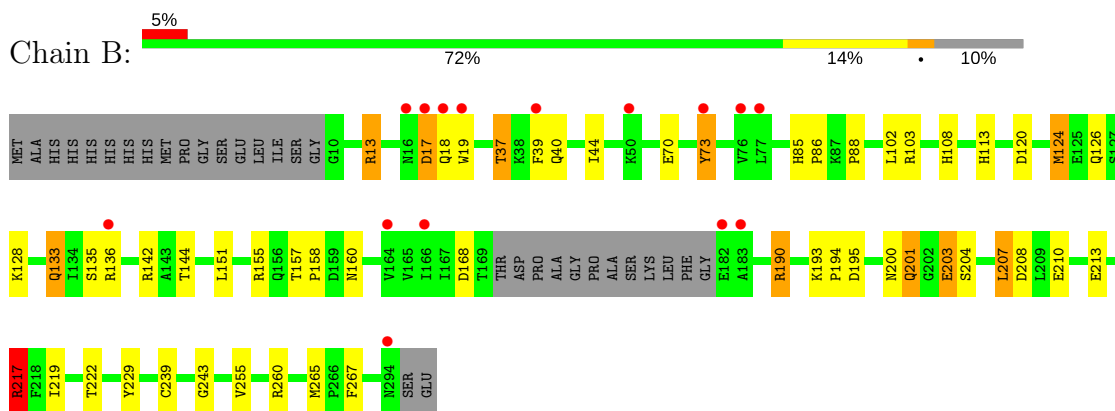 5%
Chain B:
72% 14% • 10%
MET ALA HIS HIS HIS HIS HIS HIS MET PRO GLY SER GLU LEU ILE SER GLY G10 R13 N16 D17 Q18 W19 T37 K38 F39 Q40 I44 K50 E70 Y73 V76 L77 H85 P86 K87 P88 L102 R103 H108 H113 D120 M124 E125 Q126 S127
K128 Q133 I134 S135 R136 R142 A143 T144 L151 R155 Q156 T157 P158 D159 N160 V164 V165 I166 I167 D168 T169 THR ASP PRO ALA GLY PRO ALA SER LYS LEU PHE GLY E182 A183 R190 K193 P194 D195 N200 Q201 G202 E203 S204 L207 D208 L209 E210 E213
R217 F218 I219 T222 Y229 C239 G243 V255 R260 M265 P266 F267 N294 SER GLU